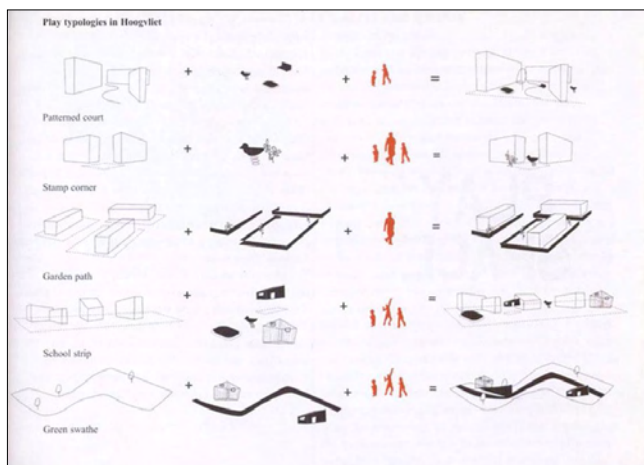 Play typologies in Hoogvliet
+ + =
Patterned court
+ + =
Stamp corner
+ + =
Garden path
+ + =
School strip
+ + =
Green swathe